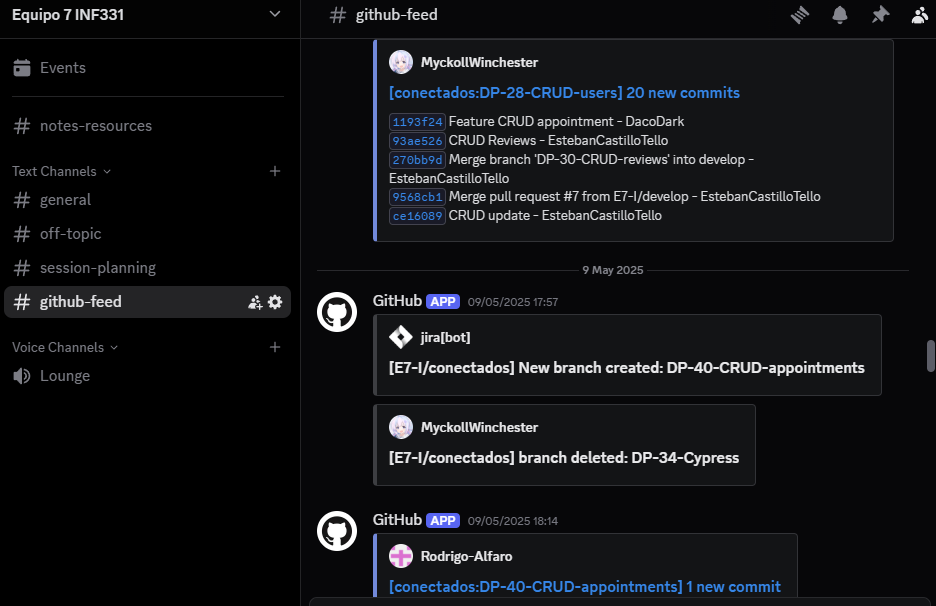 Equipo 7 INF331
Events
notes-resources
Text Channels
general
off-topic
session-planning
github-feed
Voice Channels
Lounge
github-feed
MyckollWinchester
[conectados:DP-28-CRUD-users] 20 new commits
1193f24 Feature CRUD appointment - DacoDark
93ae526 CRUD Reviews - EstebanCastilloTello
270bb9d Merge branch 'DP-30-CRUD-reviews' into develop -
EstebanCastilloTello
9568cb1 Merge pull request #7 from E7-I/develop - EstebanCastilloTello
ce16089 CRUD update - EstebanCastilloTello
9 May 2025
GitHub APP 09/05/2025 17:57
jira[bot]
[E7-I/conectados] New branch created: DP-40-CRUD-appointments
MyckollWinchester
[E7-I/conectados] branch deleted: DP-34-Cypress
GitHub APP 09/05/2025 18:14
Rodrigo-Alfaro
[conectados:DP-40-CRUD-appointments] 1 new commit